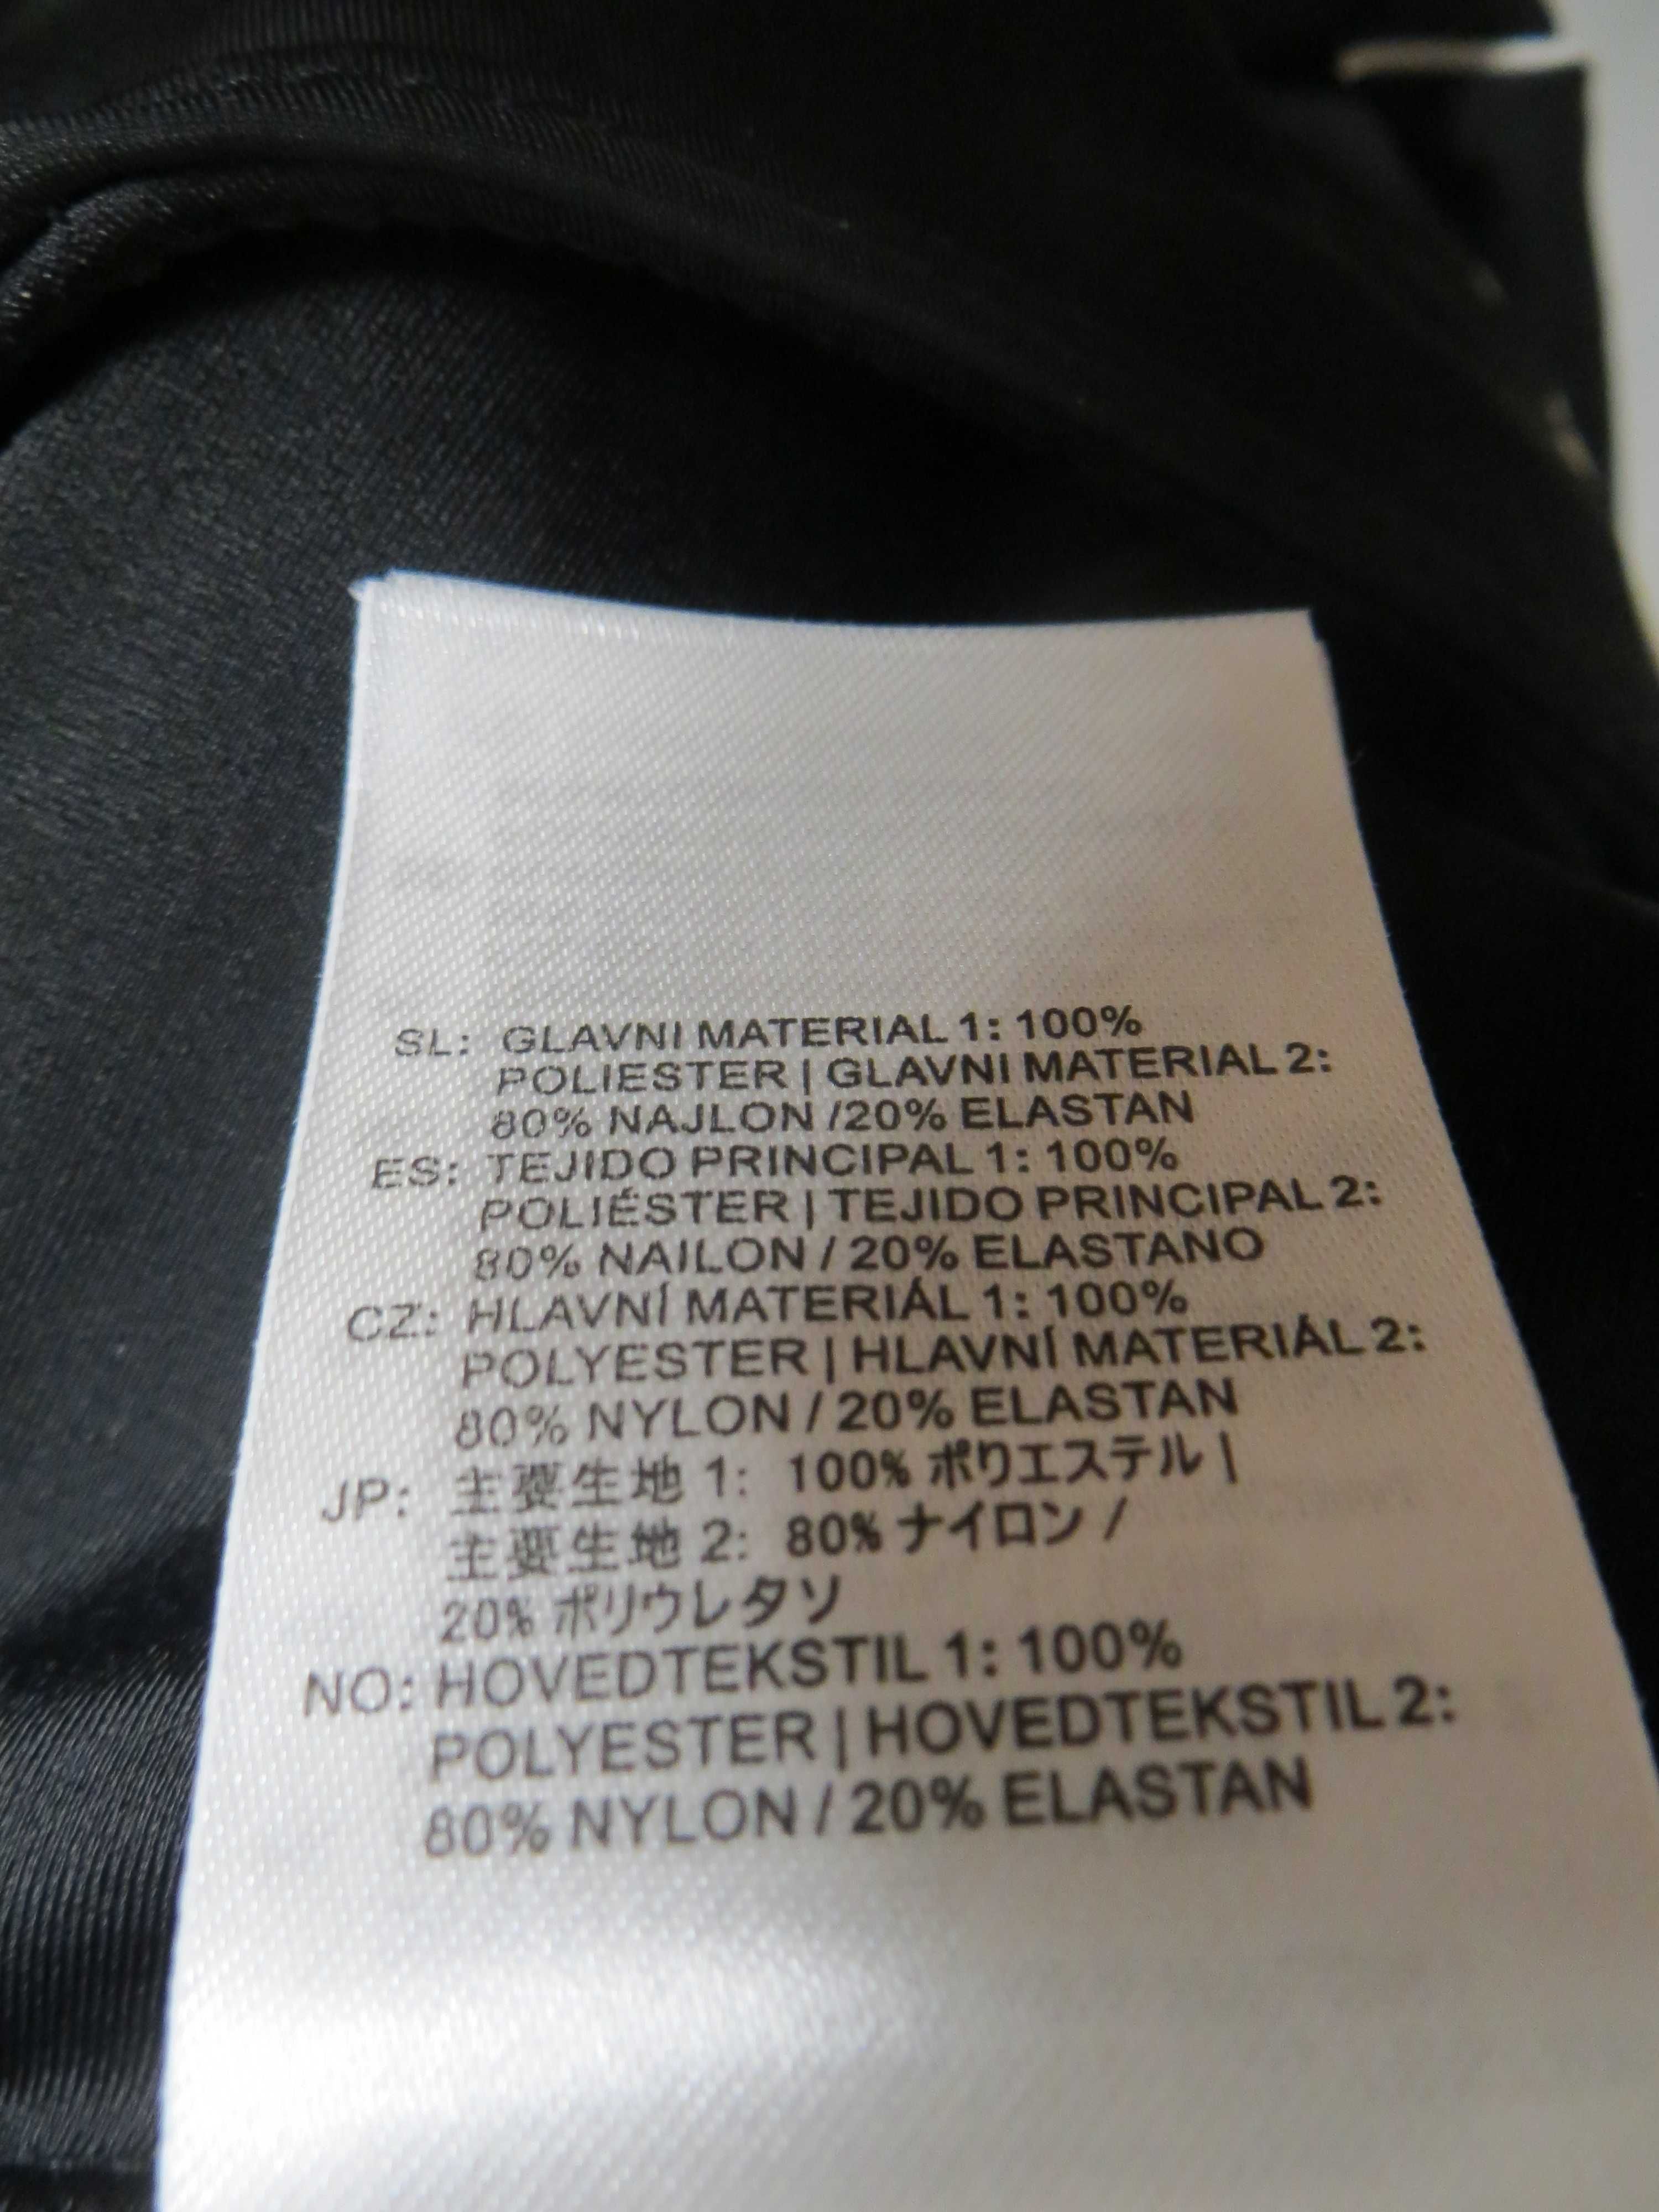 SL: GLAVNI MATERIAL 1: 100%
POLIESTER | GLAVNI MATERIAL 2:
80% NAJLON /20% ELASTAN
ES: TEJIDO PRINCIPAL 1: 100%
POLIÉSTER | TEJIDO PRINCIPAL 2:
80% NAILON / 20% ELASTANO
CZ: HLAVNÍ MATERIÁL 1: 100%
POLYESTER | HLAVNÍ MATERIÁL 2:
80% NYLON / 20% ELASTAN
JP: 主要生地 1: 100% ポリエステル |
主要生地 2: 80% ナイロン /
20% ポリウレタソ
NO: HOVEDTEKSTIL 1: 100%
POLYESTER | HOVEDTEKSTIL 2:
80% NYLON / 20% ELASTAN